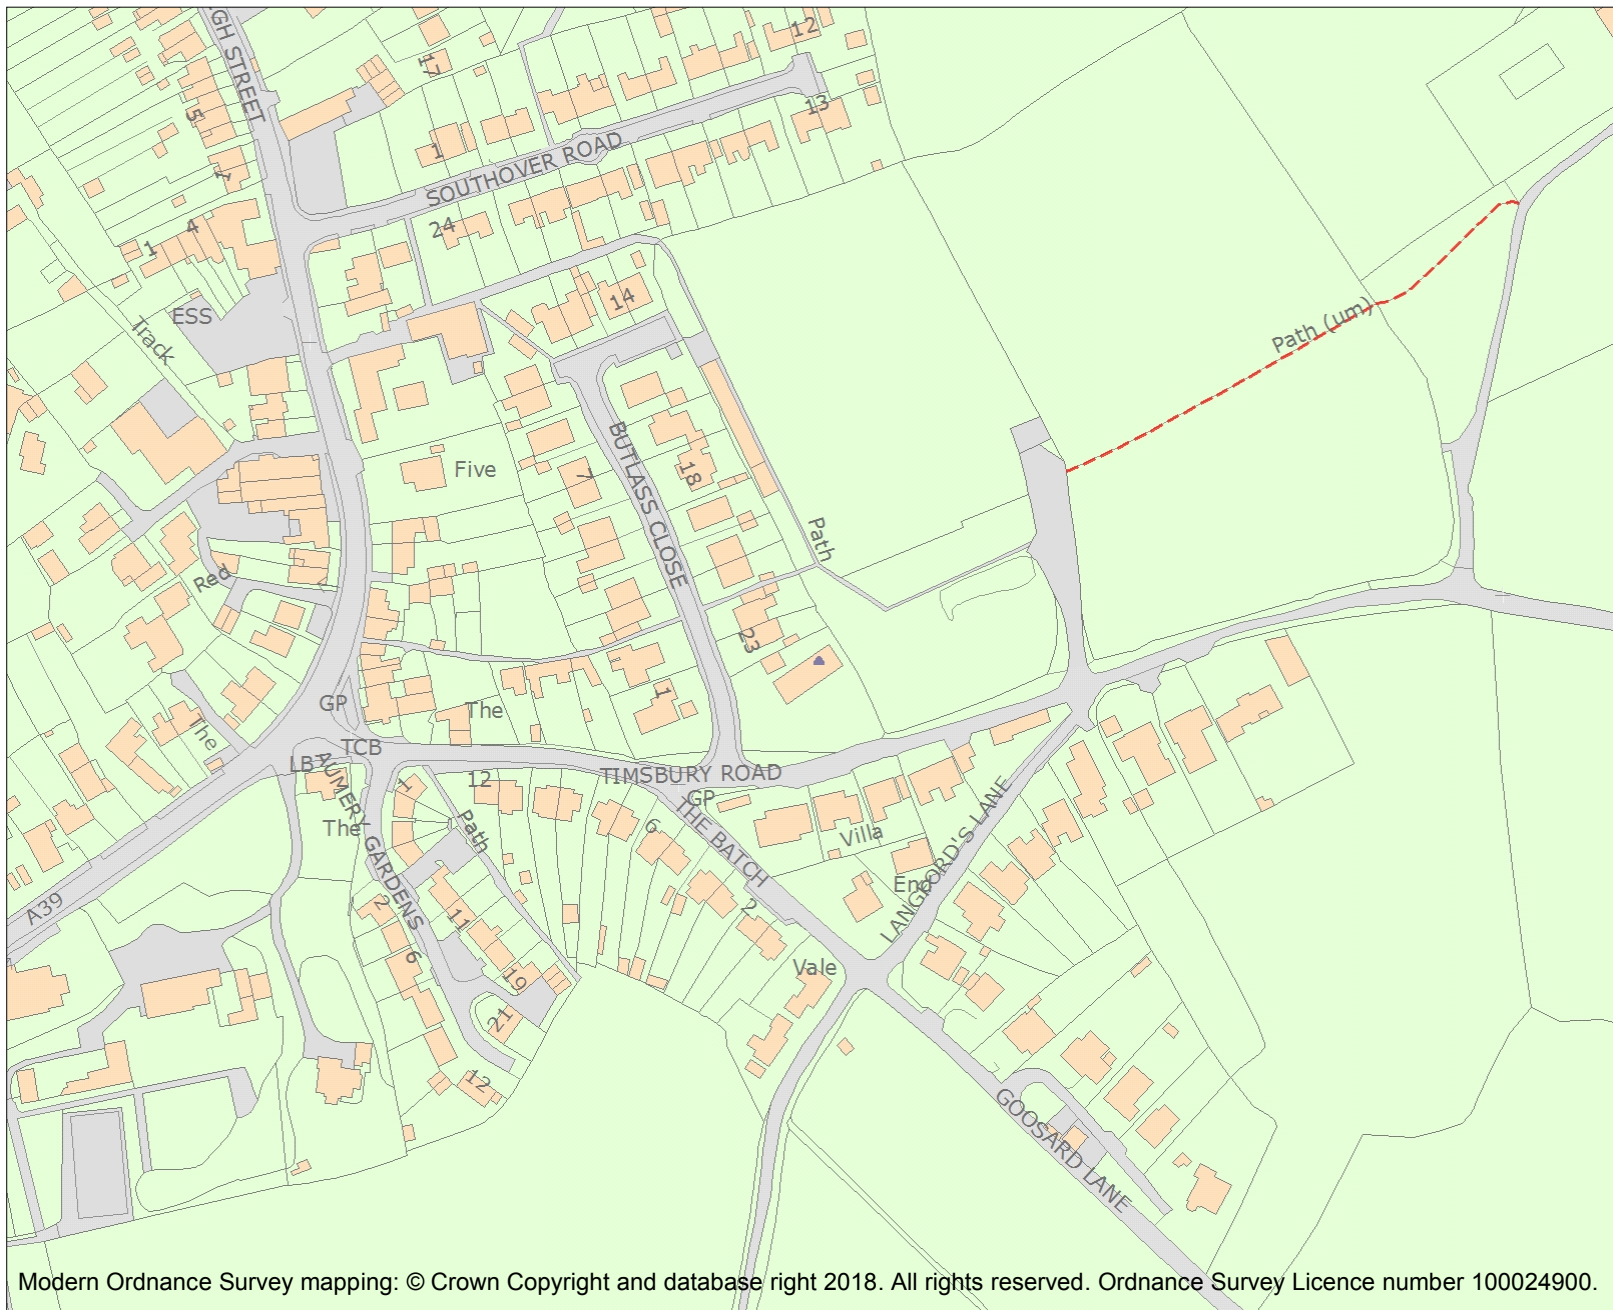 GH STREET
12
17
13
5
1
1
SOUTHOVER ROAD
24
4
1
14
ESS
Track
Path (um)
Five
BUTLASS CLOSE
7
18
Path
Red
7
23
1
The
GP
The
TCB
LB
TIMSBURY ROAD
12
GP
1
AUMERY GARDENS
The
Path
6
THE BATCH
Villa
LANGFORD'S LANE
End
2
2
11
A39
6
19
Vale
21
12
GOOSARD LANE
Modern Ordnance Survey mapping: © Crown Copyright and database right 2018. All rights reserved. Ordnance Survey Licence number 100024900.